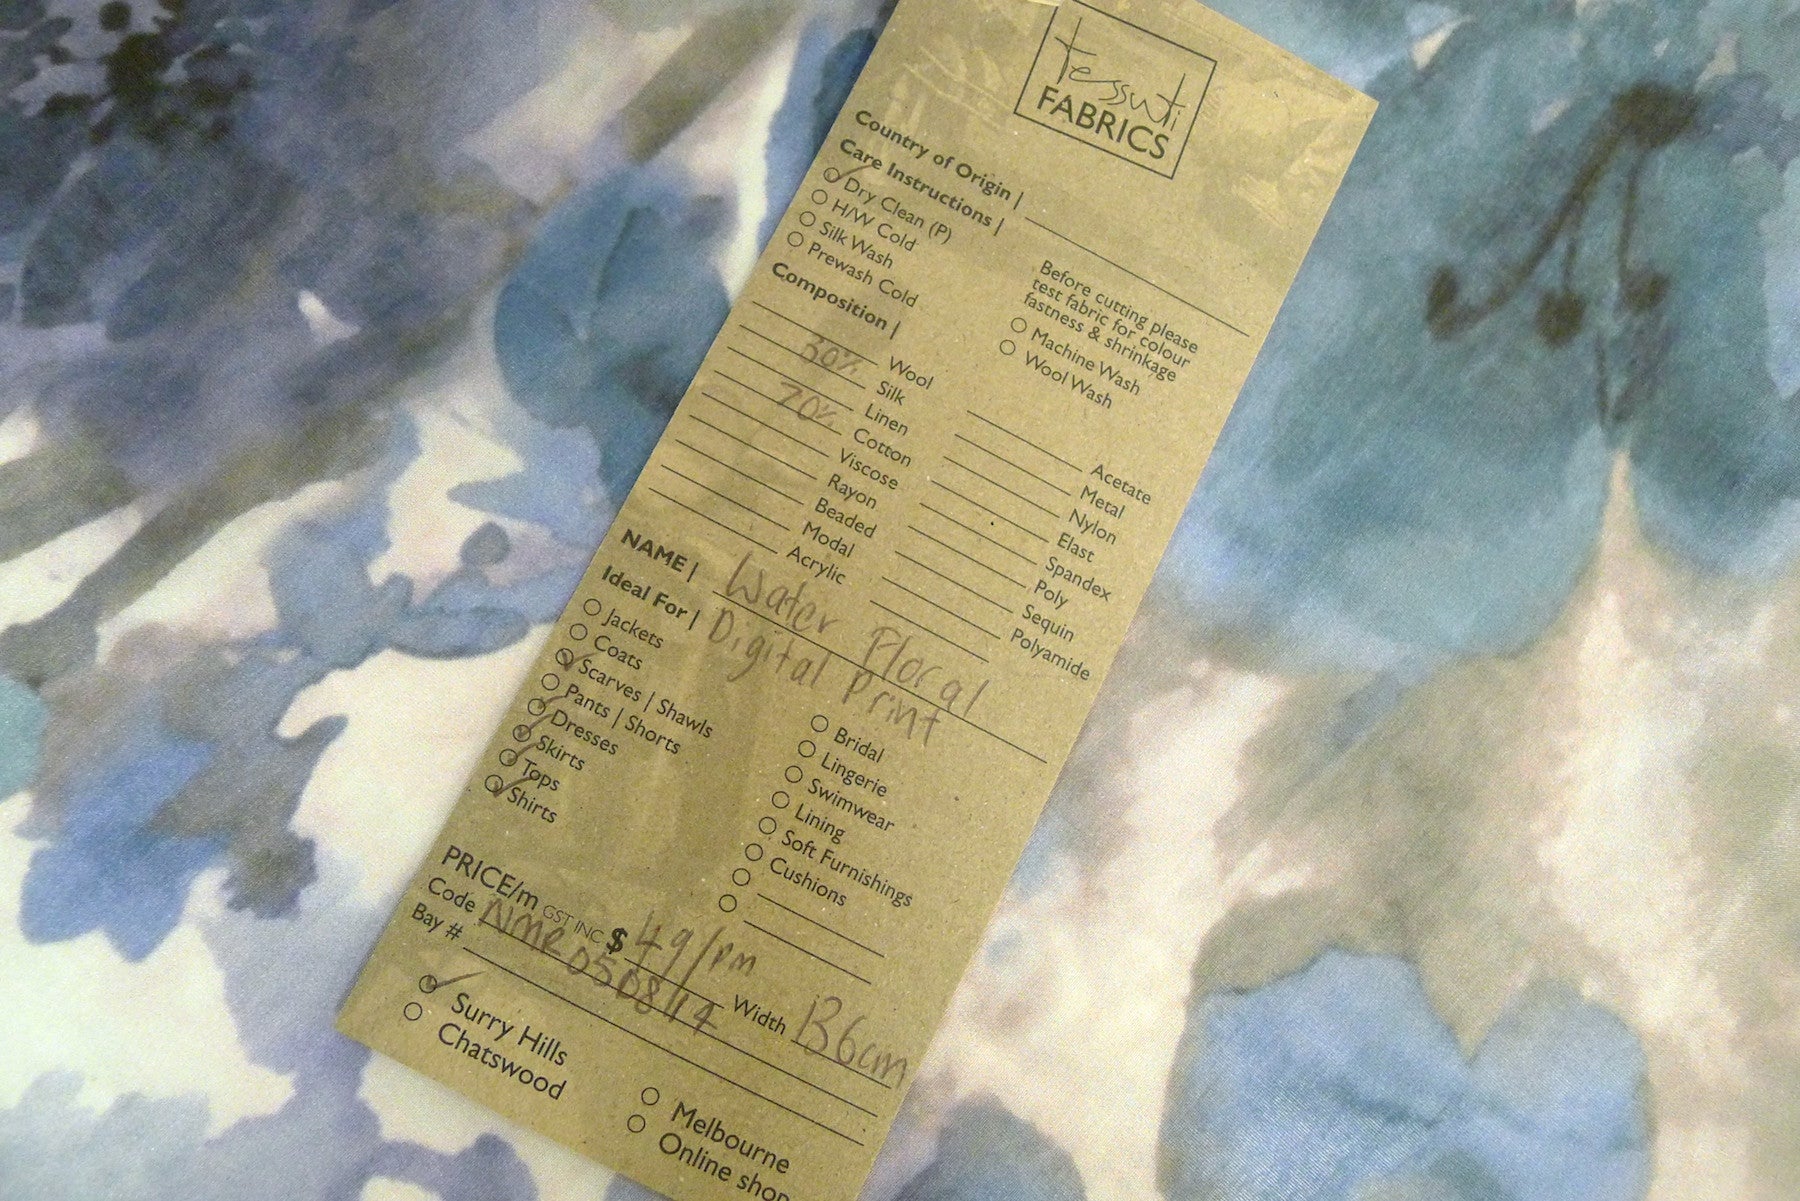 tessuti
FABRICS
Country of Origin |
Care Instructions |
Dry Clean (P)
H/W Cold
Silk Wash
Prewash Cold
Before cutting please
test fabric for colour
fastness & shrinkage
Machine Wash
Wool Wash
Composition |
Wool
30% Silk
Linen
70% Cotton
Viscose
Rayon
Beaded
Modal
Acrylic
Acetate
Metal
Nylon
Elast
Spandex
Poly
Sequin
Polyamide
NAME | Water Floral
Digital Print
Ideal For |
Jackets
Coats
Scarves | Shawls
Pants | Shorts
Dresses
Skirts
Tops
Shirts
Bridal
Lingerie
Swimwear
Lining
Soft Furnishings
Cushions
PRICE/m GST INC $ 49/pm
Code NMR050814 Width 136cm
Bay #
Surry Hills
Chatswood
Melbourne
Online shop